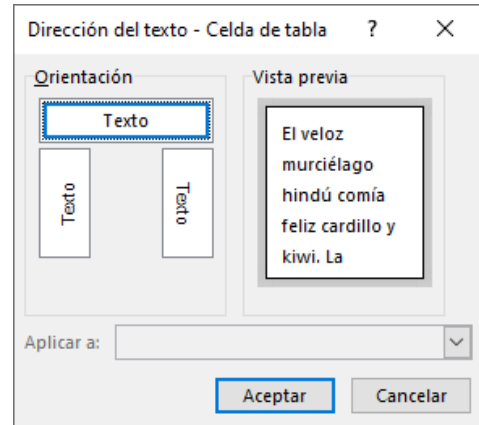 Dirección del texto - Celda de tabla ?
Orientación
Texto
Texto
Texto
Vista previa
El veloz
murciélago
hindú comía
feliz cardillo y
kiwi. La
Aplicar a:
Aceptar
Cancelar